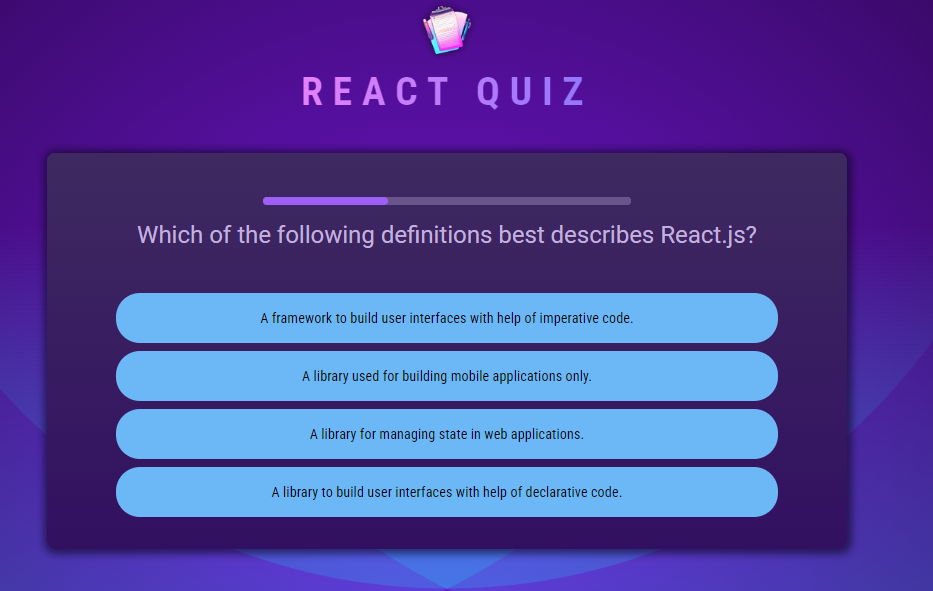 REACT QUIZ
Which of the following definitions best describes React.js?
A framework to build user interfaces with help of imperative code.
A library used for building mobile applications only.
A library for managing state in web applications.
A library to build user interfaces with help of declarative code.